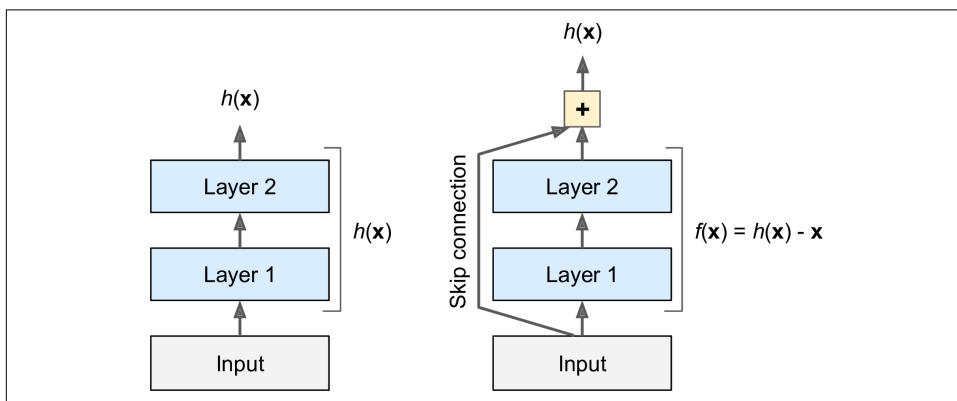 h(x)
Layer 2
Layer 1
Input
h(x)
h(x)
+
Skip connection
Layer 2
Layer 1
Input
f(x) = h(x) - x